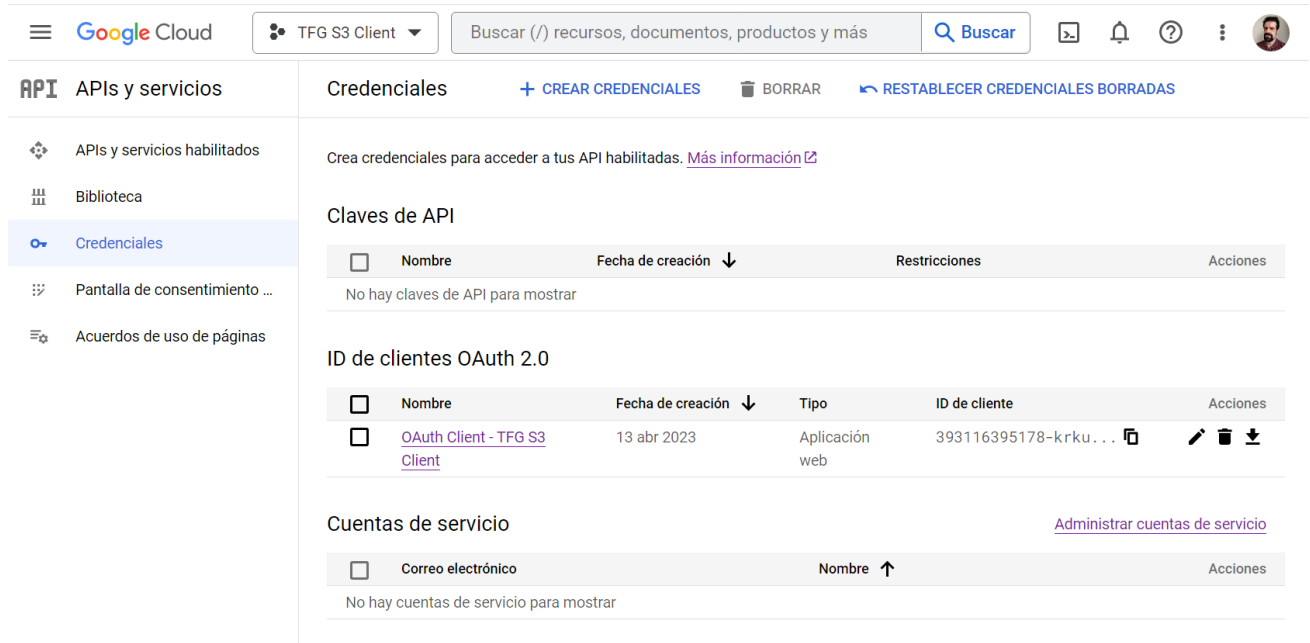 Google Cloud
TFG S3 Client
Buscar (/) recursos, documentos, productos y más
Buscar
API APIs y servicios
Credenciales
CREAR CREDENCIALES
BORRAR
RESTABLECER CREDENCIALES BORRADAS
APIs y servicios habilitados
Biblioteca
Credenciales
Pantalla de consentimiento ...
Acuerdos de uso de páginas
Crea credenciales para acceder a tus API habilitadas. Más información
Claves de API
Nombre Fecha de creación Restricciones Acciones
No hay claves de API para mostrar
ID de clientes OAuth 2.0
Nombre Fecha de creación Tipo ID de cliente Acciones
OAuth Client - TFG S3 13 abr 2023 Aplicación 393116395178-krku...
Client web
Cuentas de servicio Administrar cuentas de servicio
Correo electrónico Nombre Acciones
No hay cuentas de servicio para mostrar